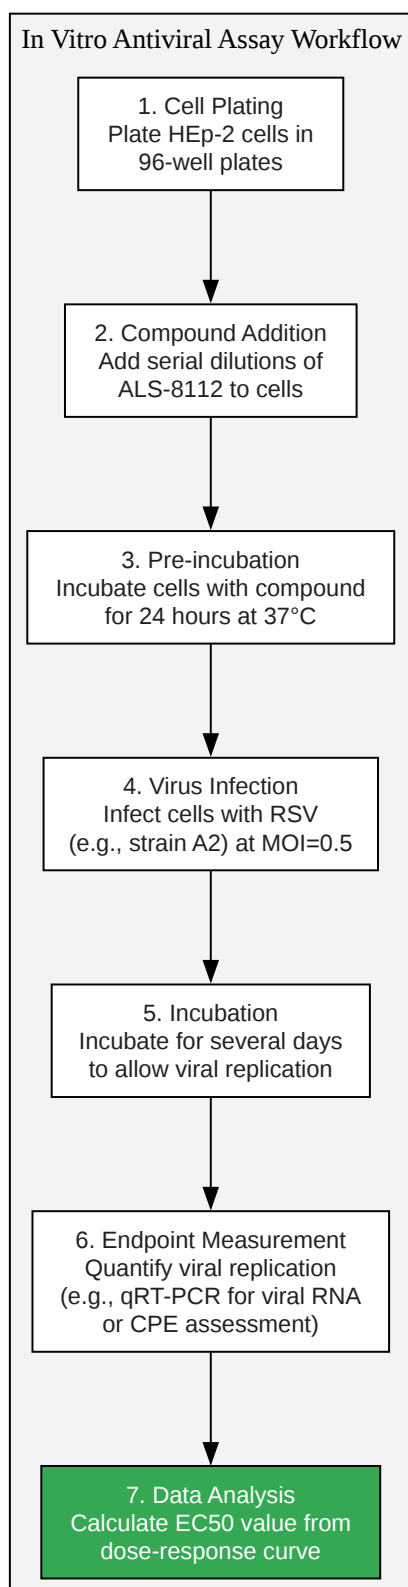 In Vitro Antiviral Assay Workflow
1. Cell Plating
Plate HEp-2 cells in
96-well plates
2. Compound Addition
Add serial dilutions of
ALS-8112 to cells
3. Pre-incubation
Incubate cells with compound
for 24 hours at 37°C
4. Virus Infection
Infect cells with RSV
(e.g., strain A2) at MOI=0.5
5. Incubation
Incubate for several days
to allow viral replication
6. Endpoint Measurement
Quantify viral replication
(e.g., qRT-PCR for viral RNA
or CPE assessment)
7. Data Analysis
Calculate EC50 value from
dose-response curve